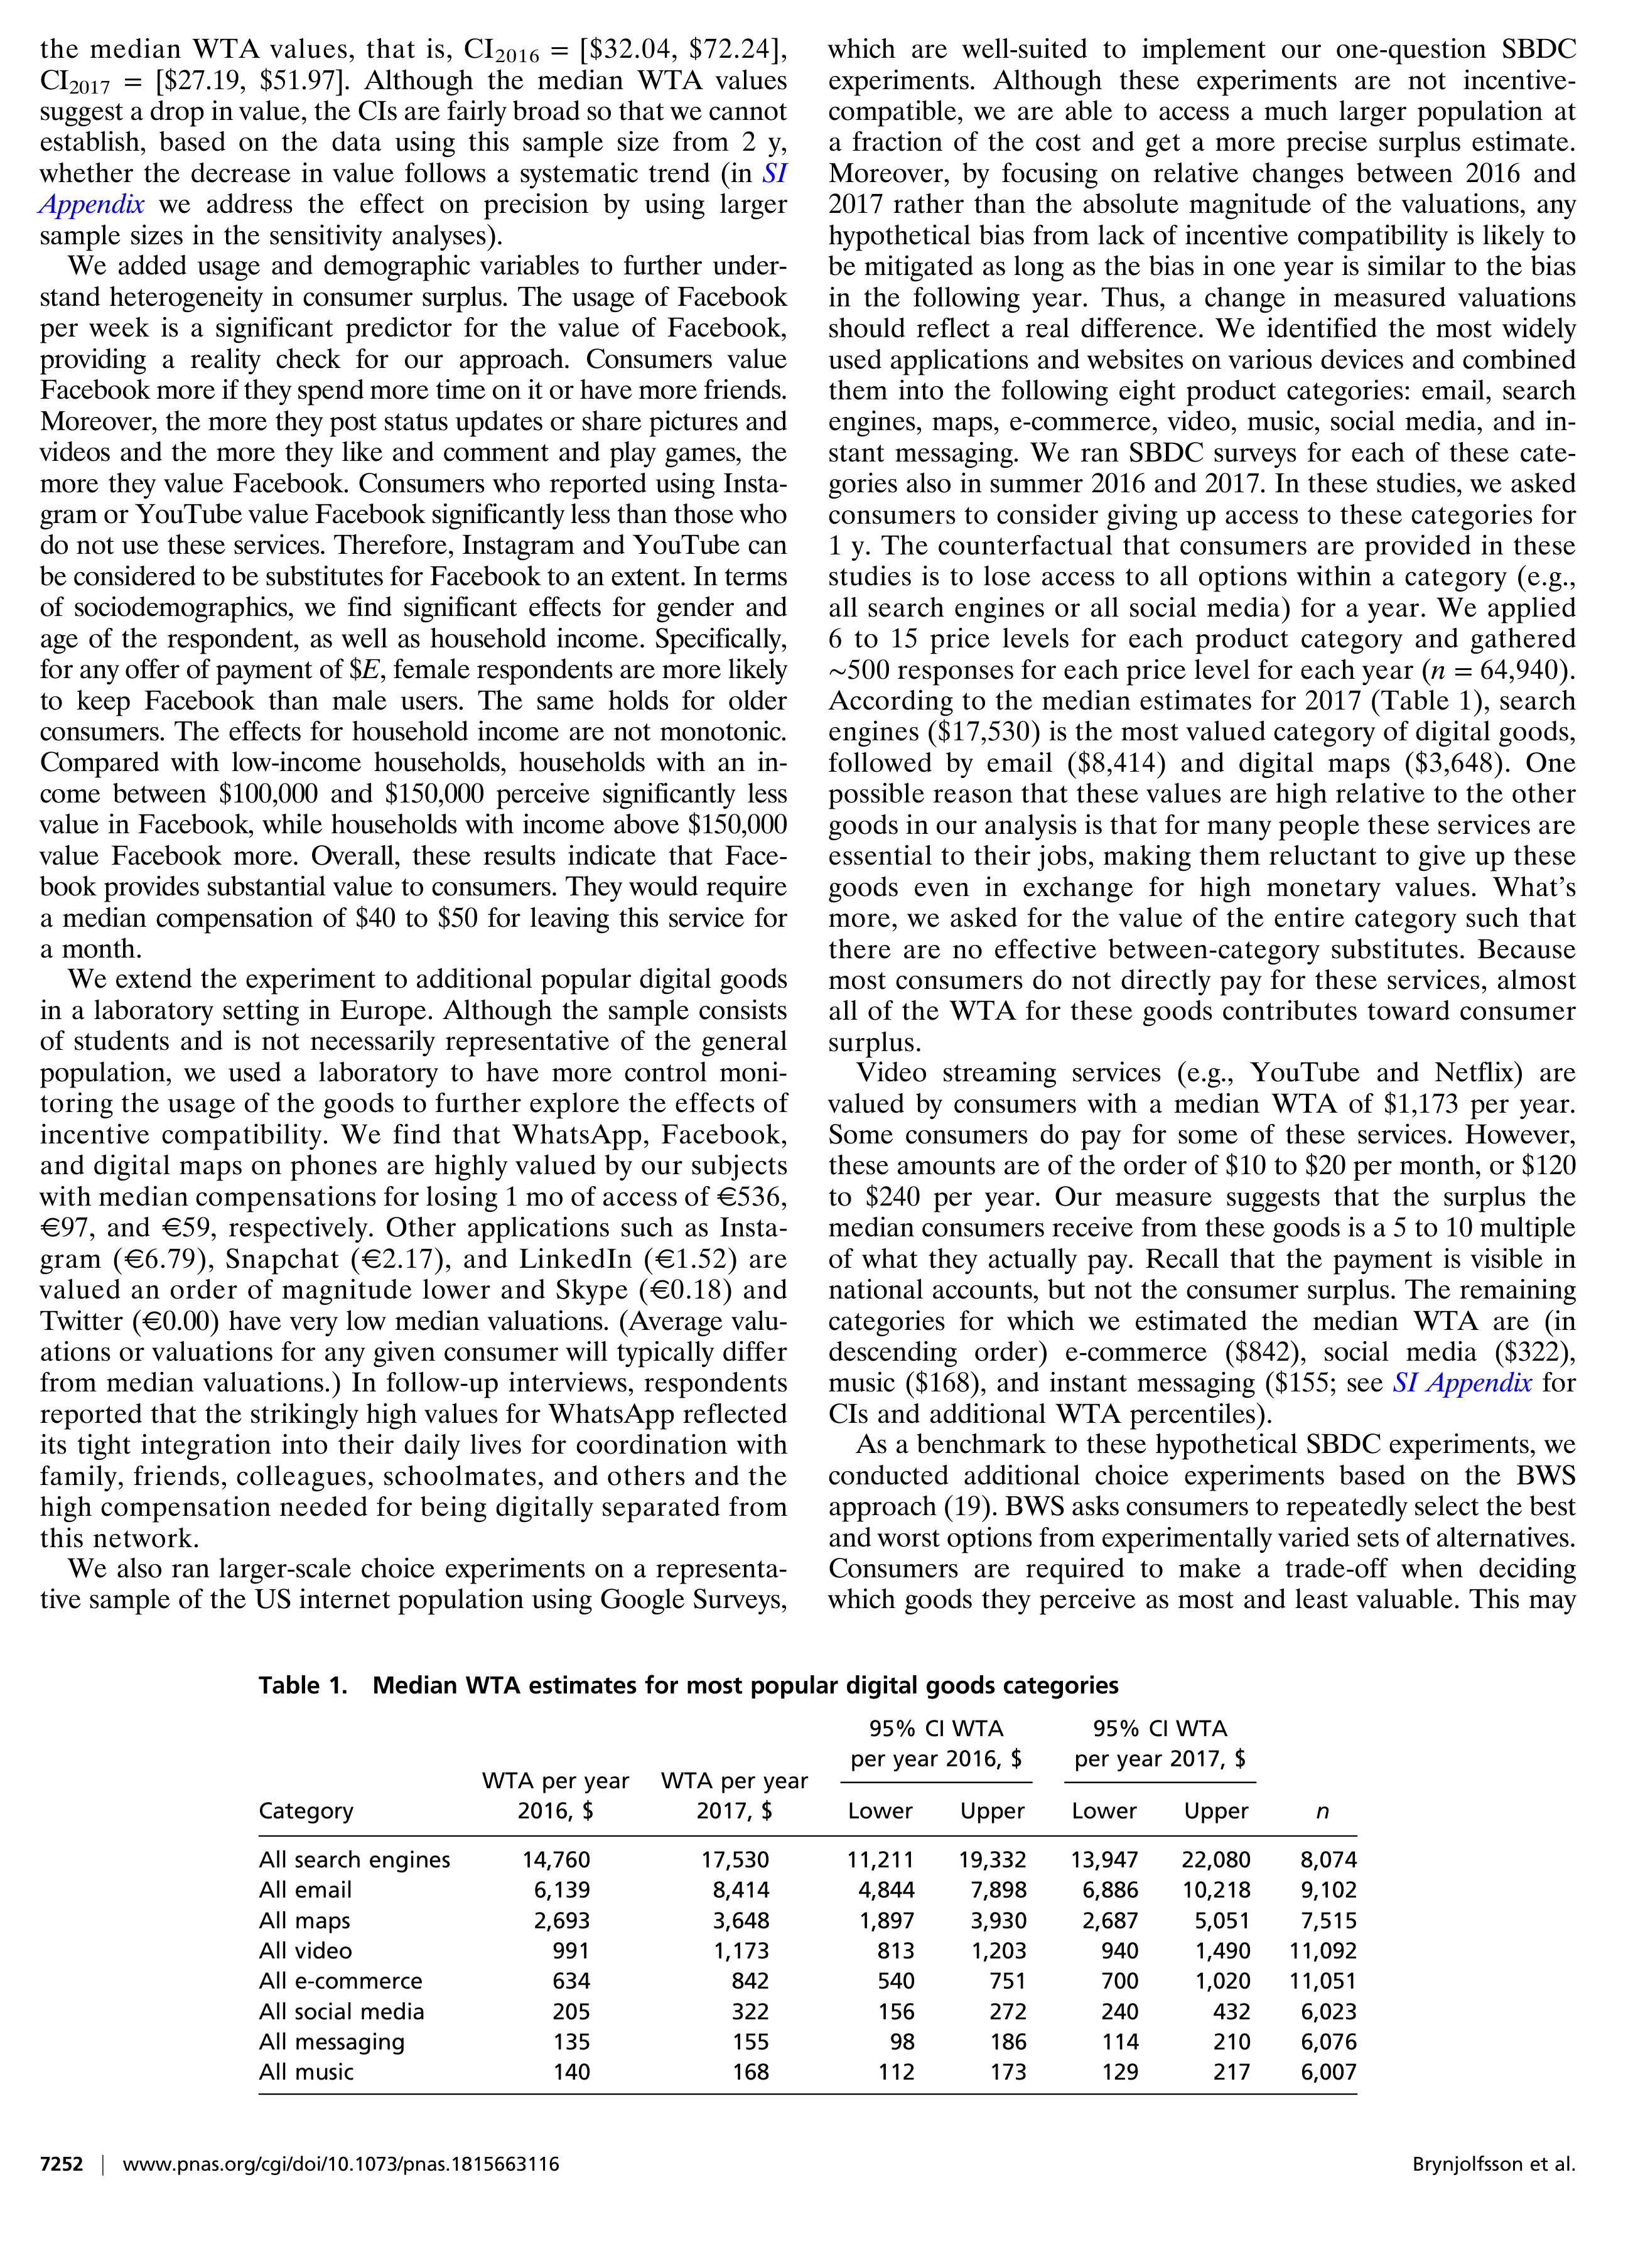 the median WTA values, that is, CI2016 = [$32.04, $72.24],
CI2017 = [$27.19, $51.97]. Although the median WTA values
suggest a drop in value, the CIs are fairly broad so that we cannot
establish, based on the data using this sample size from 2 y,
whether the decrease in value follows a systematic trend (in SI
Appendix we address the effect on precision by using larger
sample sizes in the sensitivity analyses).
We added usage and demographic variables to further under-
stand heterogeneity in consumer surplus. The usage of Facebook
per week is a significant predictor for the value of Facebook,
providing a reality check for our approach. Consumers value
Facebook more if they spend more time on it or have more friends.
Moreover, the more they post status updates or share pictures and
videos and the more they like and comment and play games, the
more they value Facebook. Consumers who reported using Insta-
gram or YouTube value Facebook significantly less than those who
do not use these services. Therefore, Instagram and YouTube can
be considered to be substitutes for Facebook to an extent. In terms
of sociodemographics, we find significant effects for gender and
age of the respondent, as well as household income. Specifically,
for any offer of payment of $E, female respondents are more likely
to keep Facebook than male users. The same holds for older
consumers. The effects for household income are not monotonic.
Compared with low-income households, households with an in-
come between $100,000 and $150,000 perceive significantly less
value in Facebook, while households with income above $150,000
value Facebook more. Overall, these results indicate that Face-
book provides substantial value to consumers. They would require
a median compensation of $40 to $50 for leaving this service for
a month.
We extend the experiment to additional popular digital goods
in a laboratory setting in Europe. Although the sample consists
of students and is not necessarily representative of the general
population, we used a laboratory to have more control moni-
toring the usage of the goods to further explore the effects of
incentive compatibility. We find that WhatsApp, Facebook,
and digital maps on phones are highly valued by our subjects
with median compensations for losing 1 mo of access of €536,
€97, and €59, respectively. Other applications such as Insta-
gram (€6.79), Snapchat (€2.17), and LinkedIn (€1.52) are
valued an order of magnitude lower and Skype (€0.18) and
Twitter (€0.00) have very low median valuations. (Average valu-
ations or valuations for any given consumer will typically differ
from median valuations.) In follow-up interviews, respondents
reported that the strikingly high values for WhatsApp reflected
its tight integration into their daily lives for coordination with
family, friends, colleagues, schoolmates, and others and the
high compensation needed for being digitally separated from
this network.
We also ran larger-scale choice experiments on a representa-
tive sample of the US internet population using Google Surveys,
which are well-suited to implement our one-question SBDC
experiments. Although these experiments are not incentive-
compatible, we are able to access a much larger population at
a fraction of the cost and get a more precise surplus estimate.
Moreover, by focusing on relative changes between 2016 and
2017 rather than the absolute magnitude of the valuations, any
hypothetical bias from lack of incentive compatibility is likely to
be mitigated as long as the bias in one year is similar to the bias
in the following year. Thus, a change in measured valuations
should reflect a real difference. We identified the most widely
used applications and websites on various devices and combined
them into the following eight product categories: email, search
engines, maps, e-commerce, video, music, social media, and in-
stant messaging. We ran SBDC surveys for each of these cate-
gories also in summer 2016 and 2017. In these studies, we asked
consumers to consider giving up access to these categories for
1 y. The counterfactual that consumers are provided in these
studies is to lose access to all options within a category (e.g.,
all search engines or all social media) for a year. We applied
6 to 15 price levels for each product category and gathered
~500 responses for each price level for each year (n = 64,940).
According to the median estimates for 2017 (Table 1), search
engines ($17,530) is the most valued category of digital goods,
followed by email ($8,414) and digital maps ($3,648). One
possible reason that these values are high relative to the other
goods in our analysis is that for many people these services are
essential to their jobs, making them reluctant to give up these
goods even in exchange for high monetary values. What's
more, we asked for the value of the entire category such that
there are no effective between-category substitutes. Because
most consumers do not directly pay for these services, almost
all of the WTA for these goods contributes toward consumer
surplus.
Video streaming services (e.g., YouTube and Netflix) are
valued by consumers with a median WTA of $1,173 per year.
Some consumers do pay for some of these services. However,
these amounts are of the order of $10 to $20 per month, or $120
to $240 per year. Our measure suggests that the surplus the
median consumers receive from these goods is a 5 to 10 multiple
of what they actually pay. Recall that the payment is visible in
national accounts, but not the consumer surplus. The remaining
categories for which we estimated the median WTA are (in
descending order) e-commerce ($842), social media ($322),
music ($168), and instant messaging ($155; see SI Appendix for
CIs and additional WTA percentiles).
As a benchmark to these hypothetical SBDC experiments, we
conducted additional choice experiments based on the BWS
approach (19). BWS asks consumers to repeatedly select the best
and worst options from experimentally varied sets of alternatives.
Consumers are required to make a trade-off when deciding
which goods they perceive as most and least valuable. This may
Table 1. Median WTA estimates for most popular digital goods categories
95% CI WTA 95% CI WTA
per year 2016, $ per year 2017, $
WTA per year WTA per year
Category 2016, $ 2017, $ Lower Upper Lower Upper n
All search engines 14,760 17,530 11,211 19,332 13,947 22,080 8,074
All email 6,139 8,414 4,844 7,898 6,886 10,218 9,102
All maps 2,693 3,648 1,897 3,930 2,687 5,051 7,515
All video 991 1,173 813 1,203 940 1,490 11,092
All e-commerce 634 842 540 751 700 1,020 11,051
All social media 205 322 156 272 240 432 6,023
All messaging 135 155 98 186 114 210 6,076
All music 140 168 112 173 129 217 6,007
7252 | www.pnas.org/cgi/doi/10.1073/pnas.1815663116 Brynjolfsson et al.